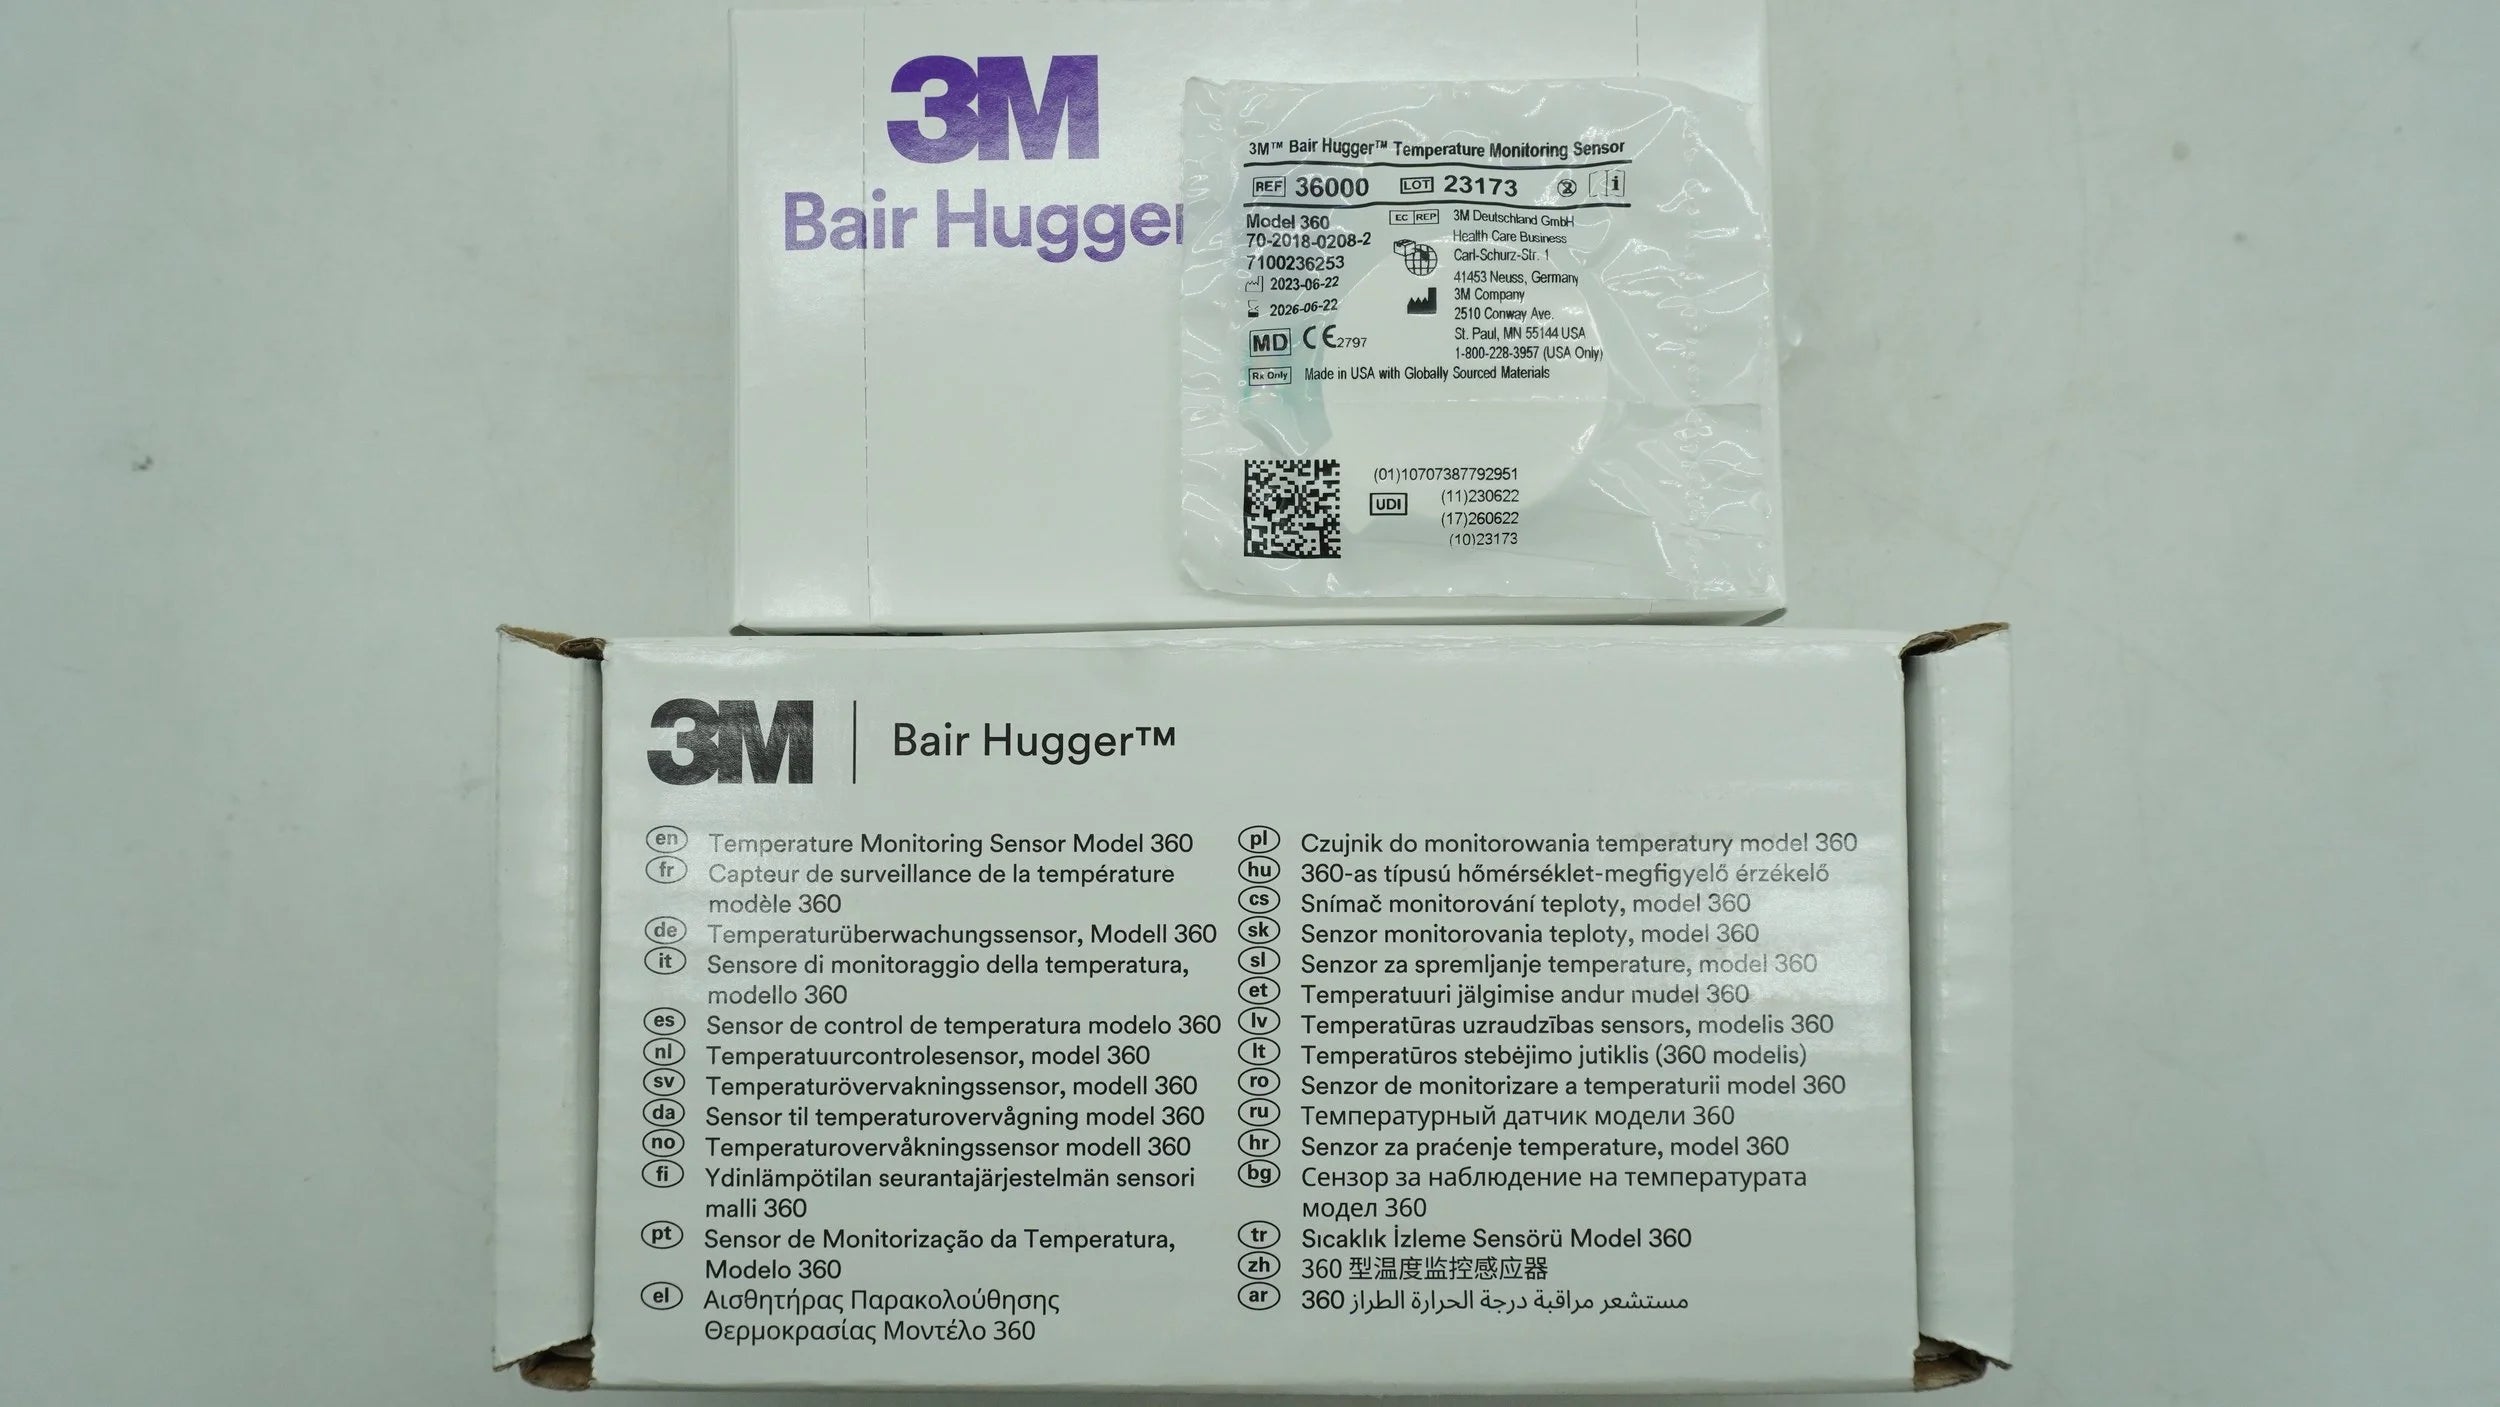 3M
Bair Hugger
3M™ Bair Hugger™ Temperature Monitoring Sensor
REF 36000 LOT 23173
Model 360
70-2018-0208-2
7100236253
2023-06-22
2026-06-22
MD CE 2797
EC REP 3M Deutschland GmbH
Health Care Business
Carl-Schurz-Str. 1
41453 Neuss, Germany
3M Company
2510 Conway Ave.
St. Paul, MN 55144 USA
1-800-228-3957 (USA Only)
Rx Only Made in USA with Globally Sourced Materials
(01)10707387792951
UDI (11)230622
(17)260622
(10)23173
3M | Bair Hugger™
en Temperature Monitoring Sensor Model 360
fr Capteur de surveillance de la température
modèle 360
de Temperaturüberwachungssensor, Modell 360
it Sensore di monitoraggio della temperatura,
modello 360
es Sensor de control de temperatura modelo 360
nl Temperatuurcontrolesensor, model 360
sv Temperaturövervakningssensor, modell 360
da Sensor til temperaturovervågning model 360
no Temperaturovervåkningssensor modell 360
fi Ydinlämpötilan seurantajärjestelmän sensori
malli 360
pt Sensor de Monitorização da Temperatura,
Modelo 360
el Αισθητήρας Παρακολούθησης
Θερμοκρασίας Μοντέλο 360
pl Czujnik do monitorowania temperatury model 360
hu 360-as típusú hőmérséklet-megfigyelő érzékelő
cs Snímač monitorování teploty, model 360
sk Senzor monitorovania teploty, model 360
sl Senzor za spremljanje temperature, model 360
et Temperatuuri jälgimise andur mudel 360
lv Temperatūras uzraudzības sensors, modelis 360
lt Temperatūros stebėjimo jutiklis (360 modelis)
ro Senzor de monitorizare a temperaturii model 360
ru Температурный датчик модели 360
hr Senzor za praćenje temperature, model 360
bg Сензор за наблюдение на температурата
модел 360
tr Sıcaklık İzleme Sensörü Model 360
zh 360 型温度监控感应器
ar مستشعر مراقبة درجة الحرارة الطراز 360